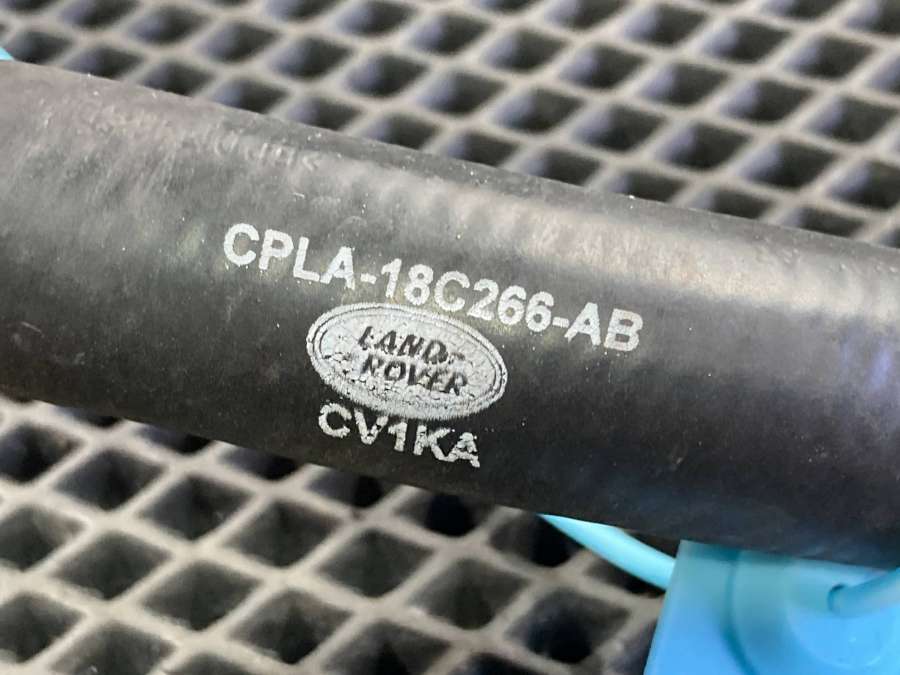 CPLA-18C266-AB
LAND-
ROVER
CV1KA